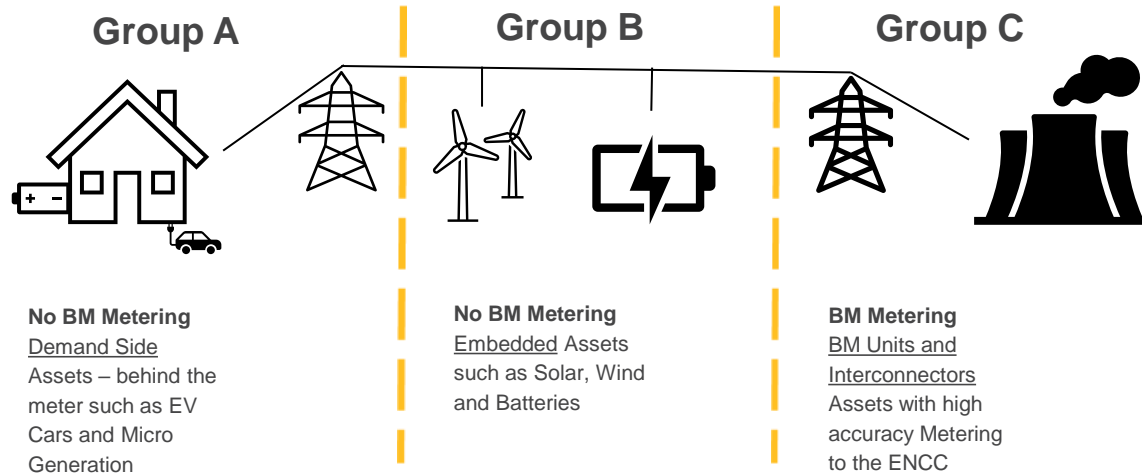 Group A
No BM Metering
Demand Side
Assets – behind the
meter such as EV
Cars and Micro
Generation
Group B
No BM Metering
Embedded Assets
such as Solar, Wind
and Batteries
Group C
BM Metering
BM Units and
Interconnectors
Assets with high
accuracy Metering
to the ENCC